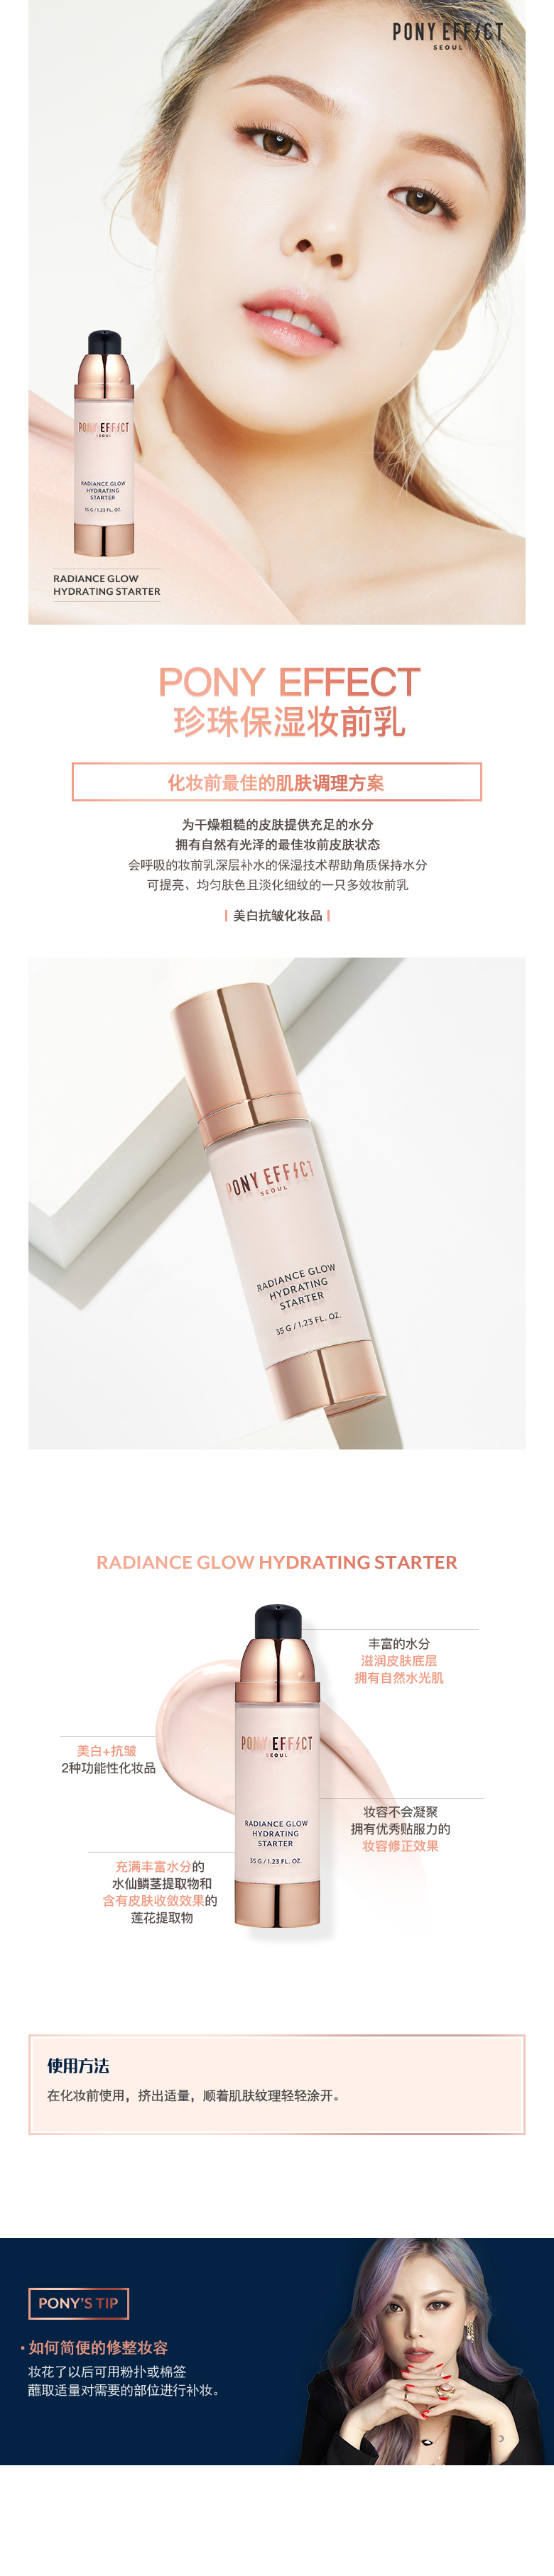 PONY EFFECT
SEOUL
PONY EFFECT
SEOUL
RADIANCE GLOW
HYDRATING
STARTER
35 G / 1.23 FL. OZ.
RADIANCE GLOW
HYDRATING STARTER
PONY EFFECT
珍珠保湿妆前乳
化妆前最佳的肌肤调理方案
为干燥粗糙的皮肤提供充足的水分
拥有自然有光泽的最佳妆前皮肤状态
会呼吸的妆前乳深层补水的保湿技术帮助角质保持水分
可提亮、均匀肤色且淡化细纹的一只多效妆前乳
| 美白抗皱化妆品 |
PONY EFFECT
SEOUL
RADIANCE GLOW
HYDRATING
STARTER
35 G / 1.23 FL. OZ.
RADIANCE GLOW HYDRATING STARTER
丰富的水分
滋润皮肤底层
拥有自然水光肌
PONY EFFECT
SEOUL
RADIANCE GLOW
HYDRATING
STARTER
35 G / 1.23 FL. OZ.
美白+抗皱
2种功能性化妆品
妆容不会凝聚
拥有优秀贴服力的
妆容修正效果
充满丰富水分的
水仙鳞茎提取物和
含有皮肤收敛效果的
莲花提取物
使用方法
在化妆前使用，挤出适量，顺着肌肤纹理轻轻涂开。
PONY'S TIP
· 如何简便的修整妆容
妆花了以后可用粉扑或棉签
蘸取适量对需要的部位进行补妆。